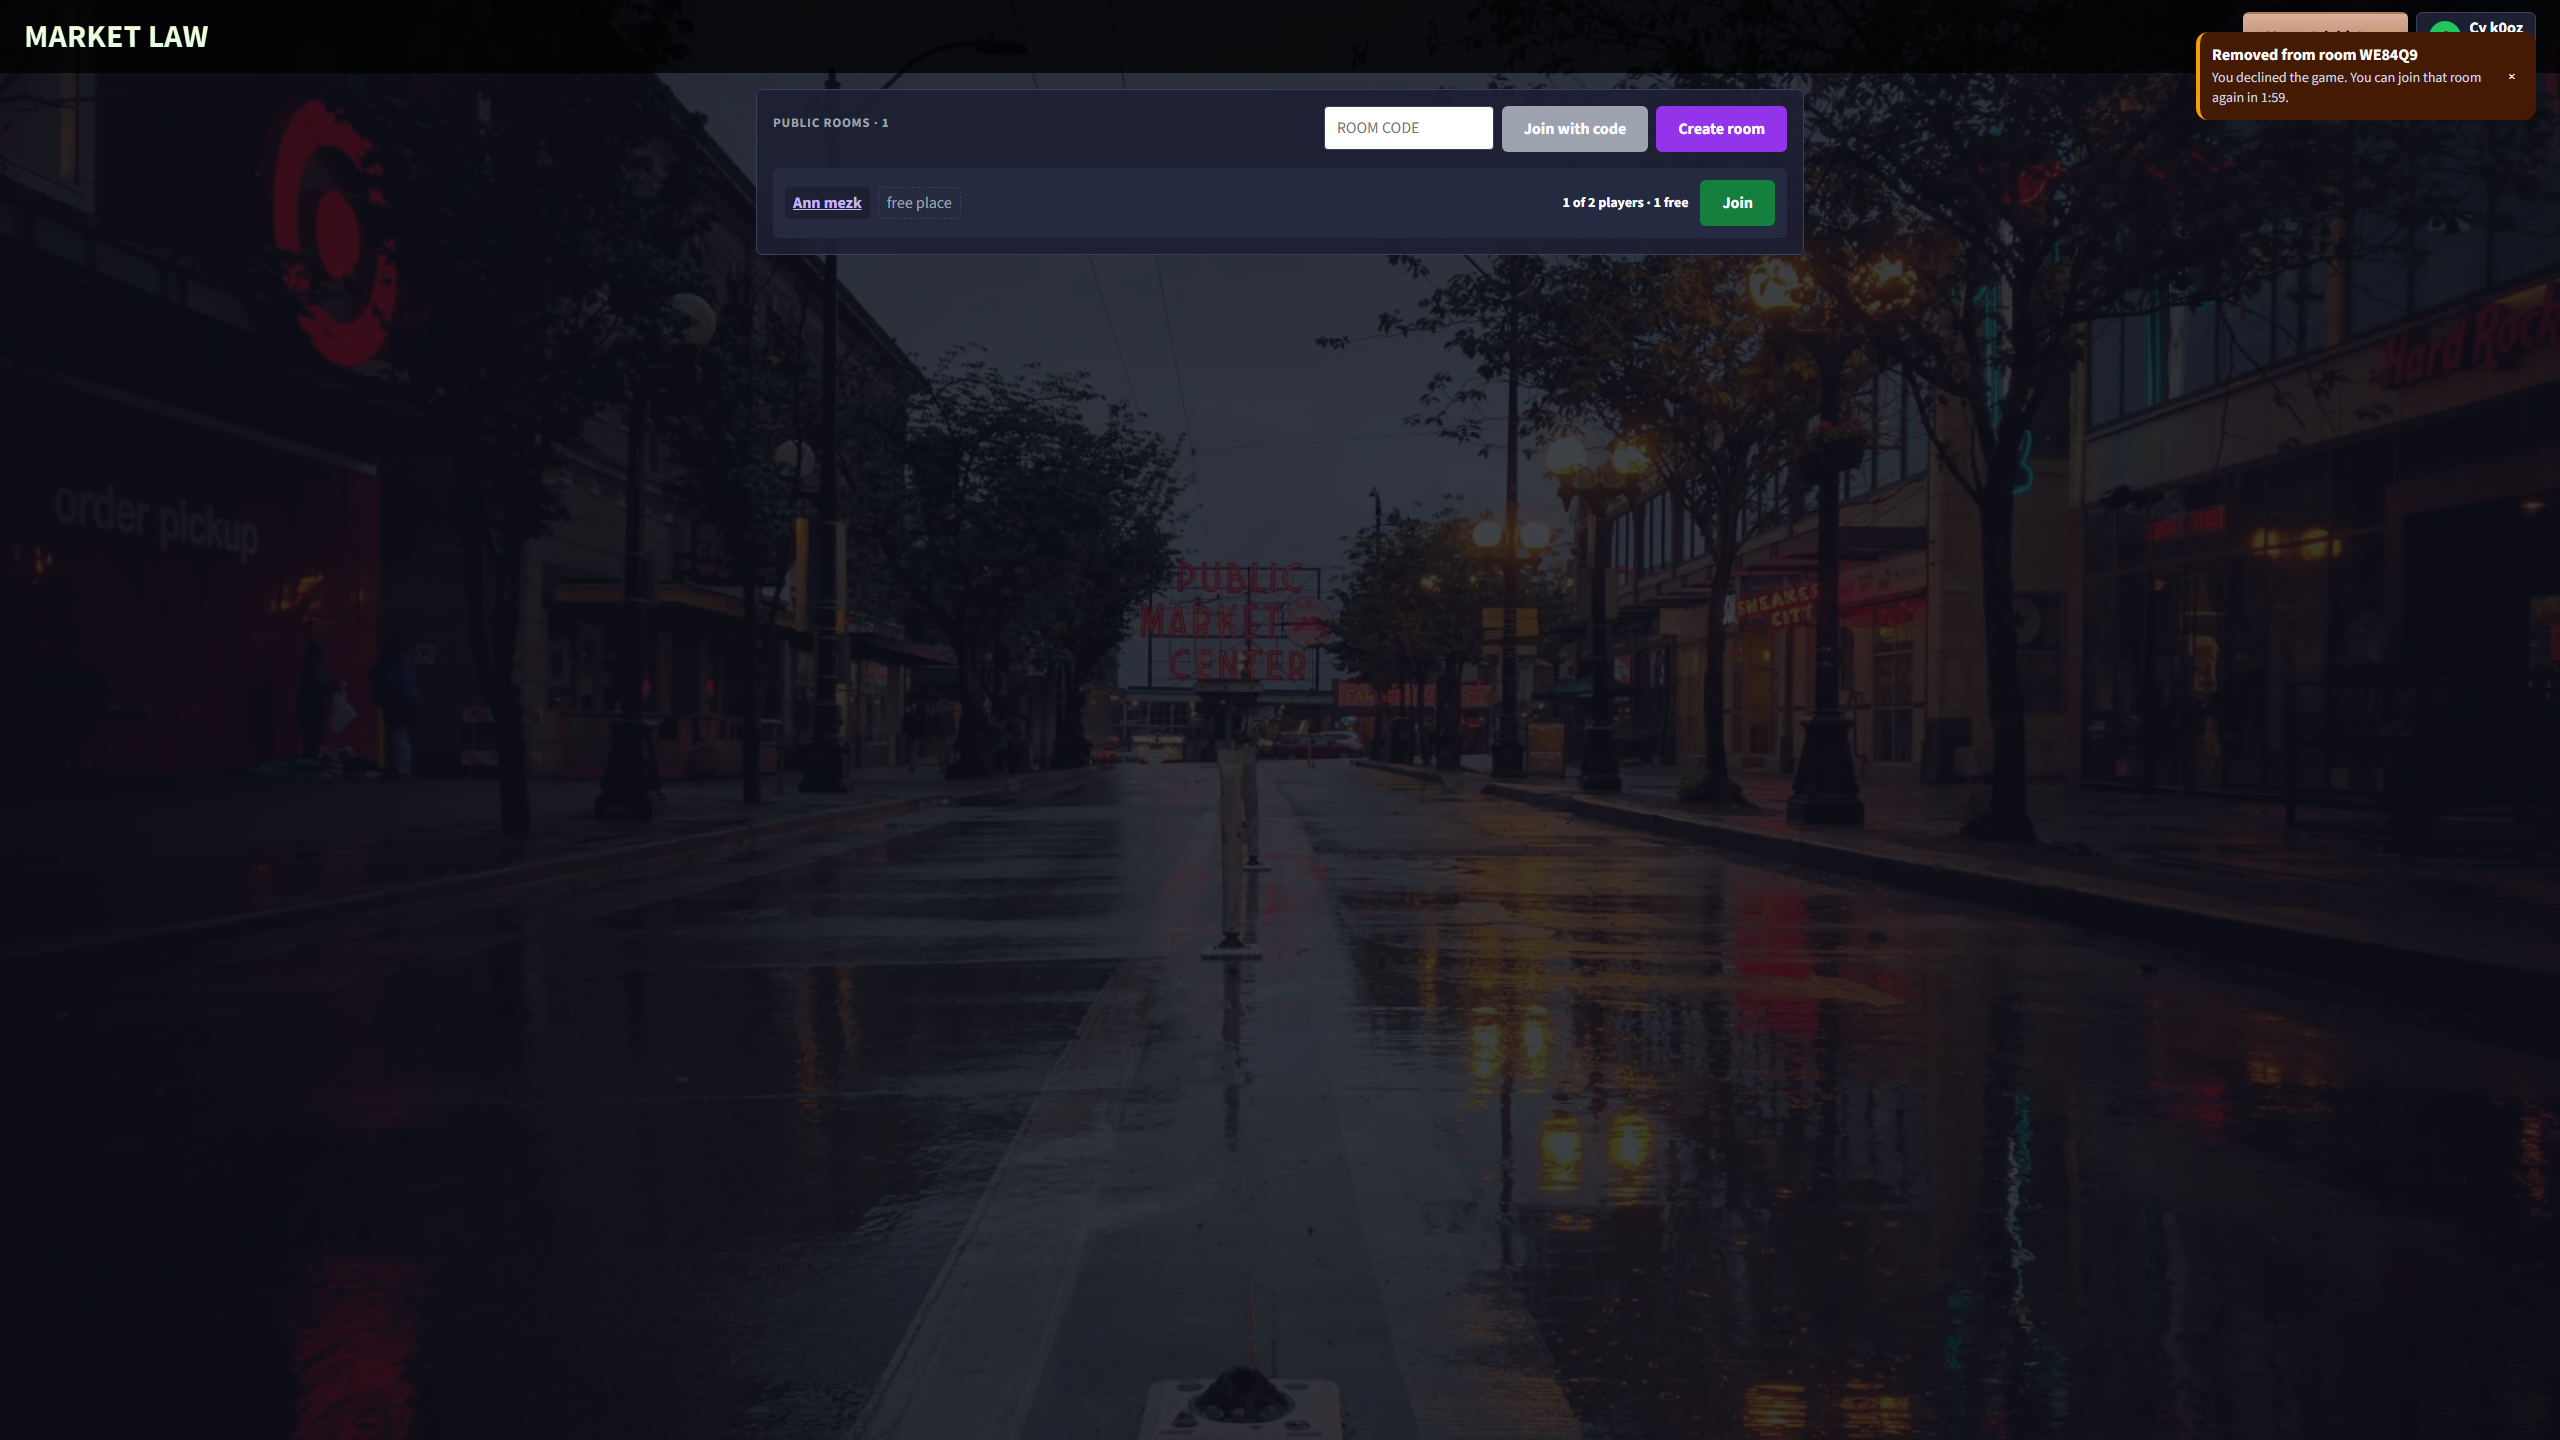 MARKET LAW
Cy k0oz
Removed from room WE84Q9
You declined the game. You can join that room
again in 1:59.
×
PUBLIC ROOMS · 1
ROOM CODE
Join with code
Create room
Ann mezk
free place
1 of 2 players · 1 free
Join
order pickup
Hard Rock
PUBLIC
MARKET
CENTER
SNEAKER
CITY